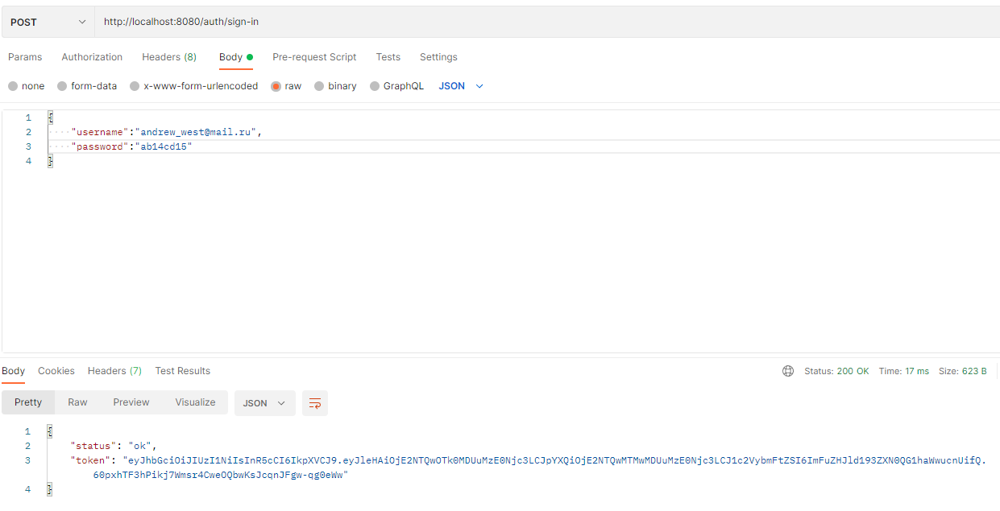 POST http://localhost:8080/auth/sign-in
Params Authorization Headers (8) Body Pre-request Script Tests Settings
none form-data x-www-form-urlencoded raw binary GraphQL JSON
1 {
2 ····"username":"andrew_west@mail.ru",
3 ····"password":"ab14cd15"
4 }
Body Cookies Headers (7) Test Results Status: 200 OK Time: 17 ms Size: 623 B
Pretty Raw Preview Visualize JSON
1 {
2 "status": "ok",
3 "token": "eyJhbGciOiJIUzI1NiIsInR5cCI6IkpXVCJ9.eyJleHAiOjE2NTQwOTk0MDUuMzE0Njc3LCJpYXQiOjE2NTQwMTMwMDUuMzE0Njc3LCJ1c2VybmFtZSI6ImFuZHJld193ZXN0QG1haWwucnUifQ.
60pxhTF3hPikj7Wmsr4CweOQbwKsJcqnJFgw-qg0eWw"
4 }